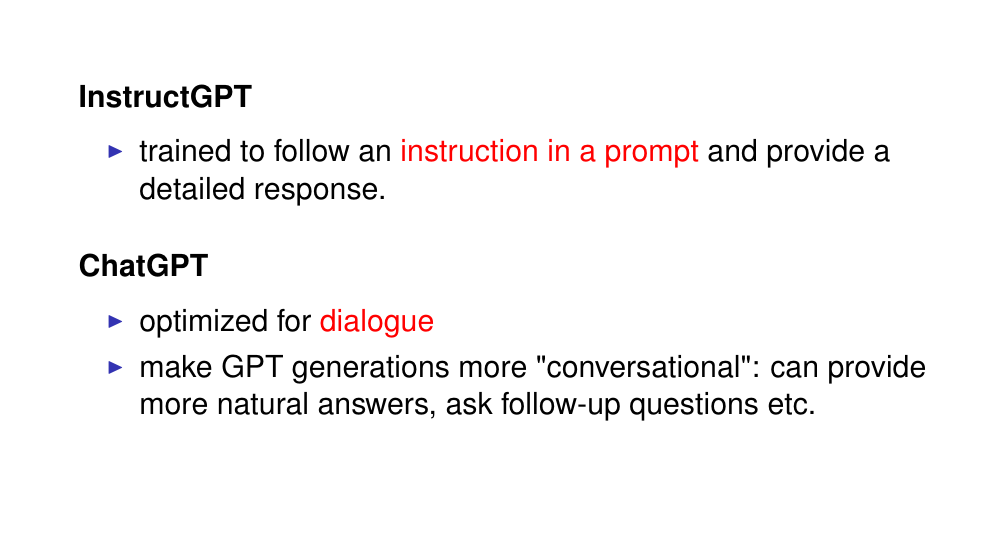 InstructGPT
▶ trained to follow an instruction in a prompt and provide a
detailed response.
ChatGPT
▶ optimized for dialogue
▶ make GPT generations more "conversational": can provide
more natural answers, ask follow-up questions etc.